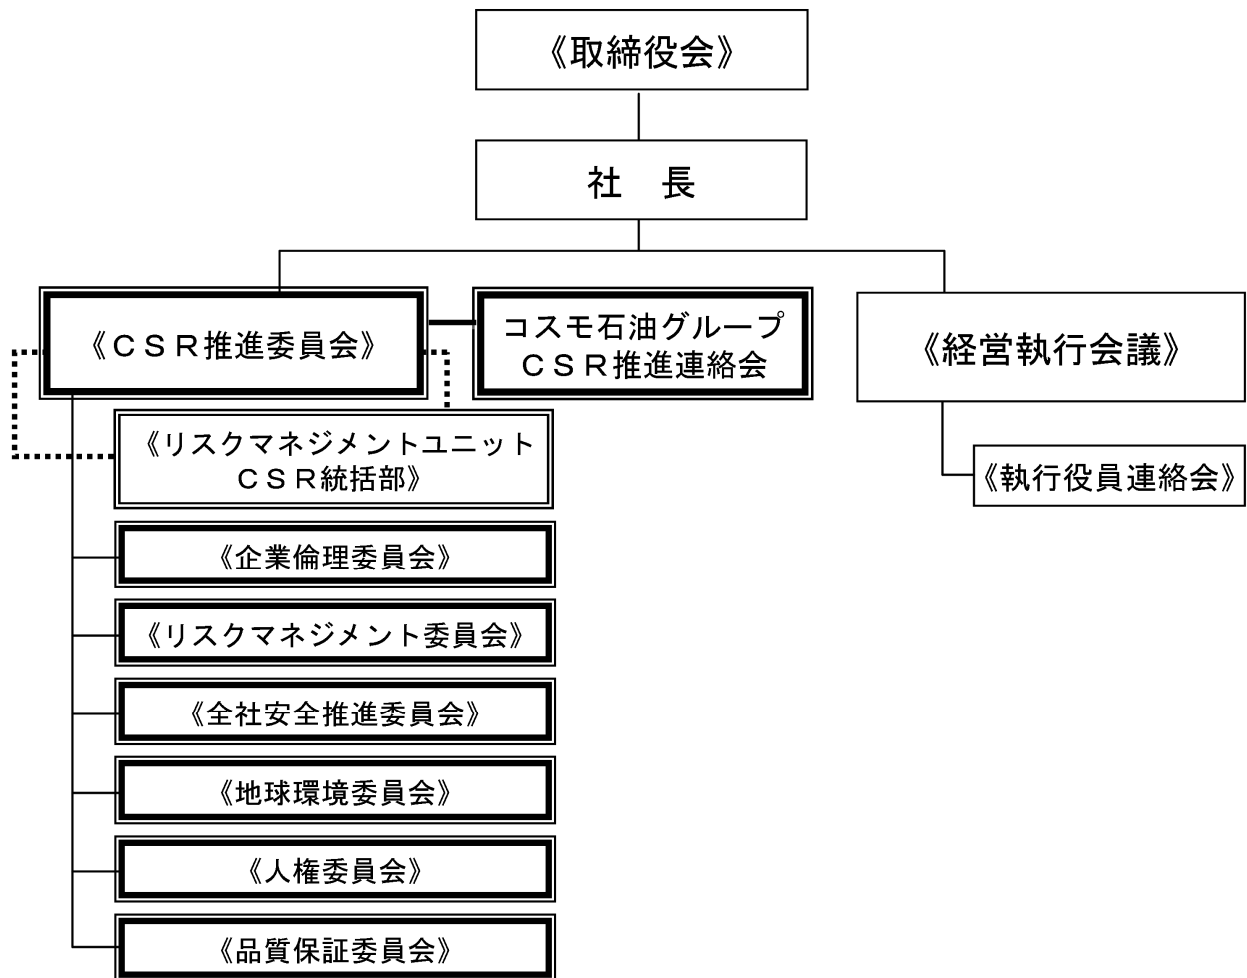 《取締役会》
社　長
《ＣＳＲ推進委員会》
コスモ石油グループ
ＣＳＲ推進連絡会
《経営執行会議》
《リスクマネジメントユニット
ＣＳＲ統括部》
《執行役員連絡会》
《企業倫理委員会》
《リスクマネジメント委員会》
《全社安全推進委員会》
《地球環境委員会》
《人権委員会》
《品質保証委員会》